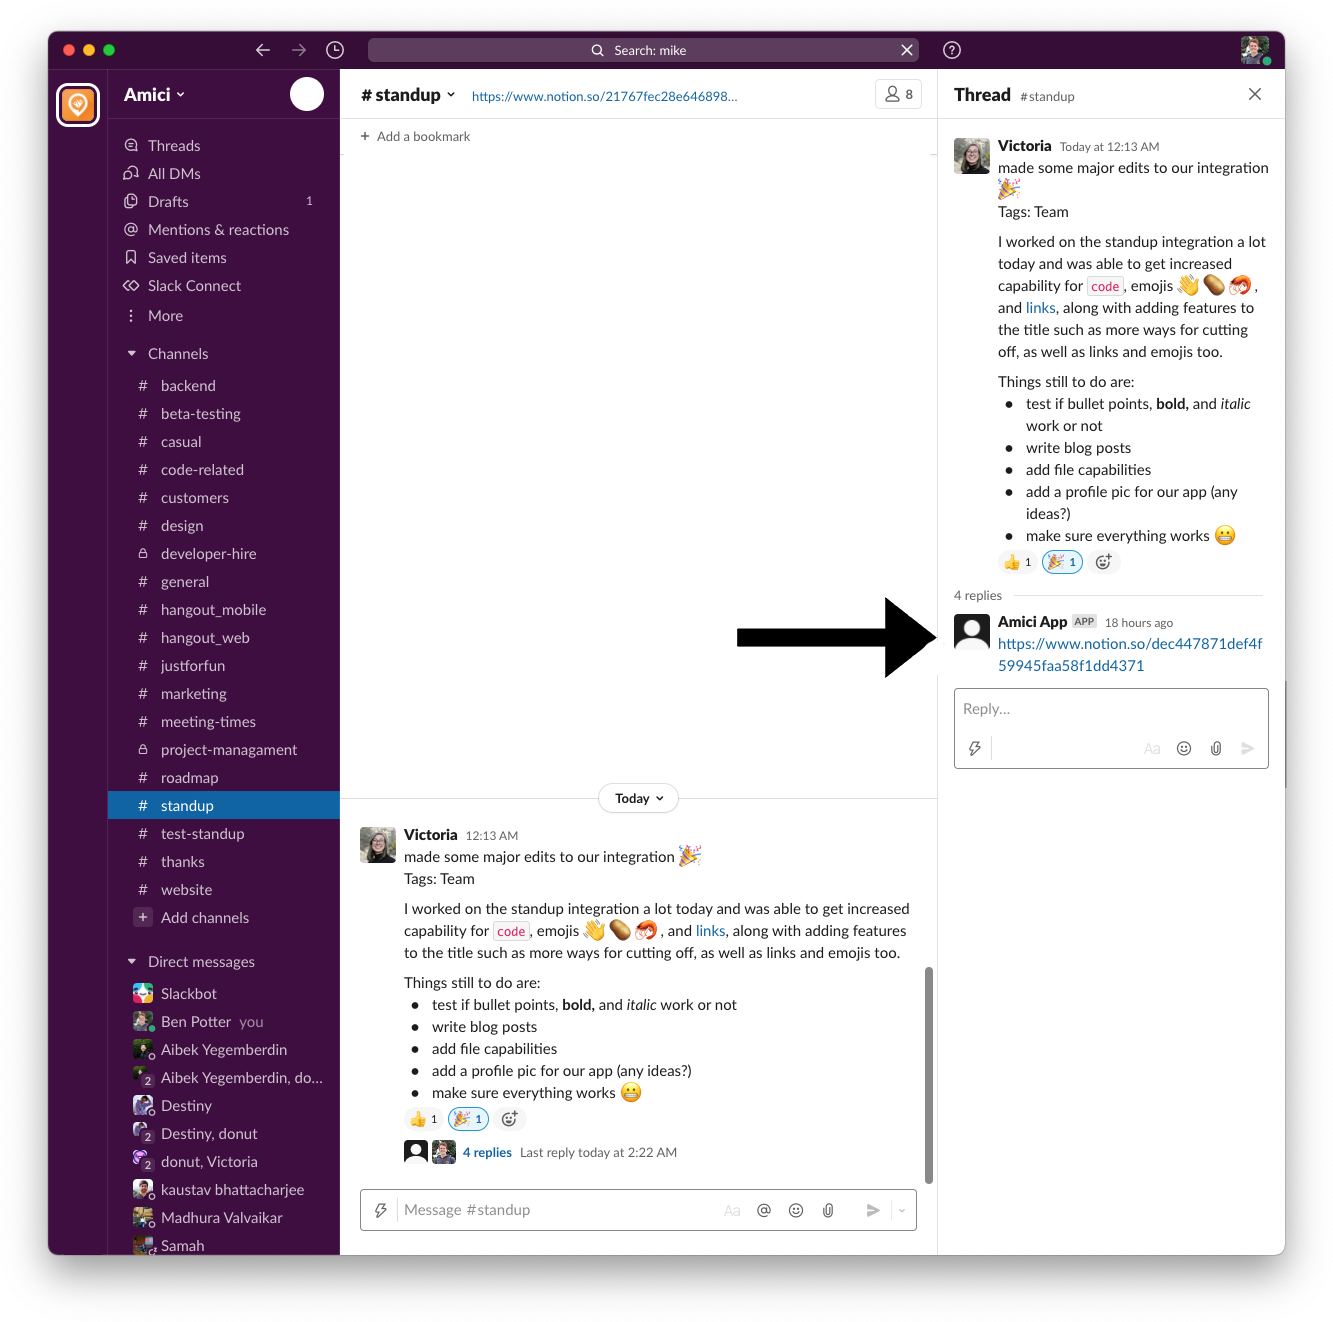 Search: mike
Amici
Threads
All DMs
Drafts 1
Mentions & reactions
Saved items
Slack Connect
More
Channels
# backend
# beta-testing
# casual
# code-related
# customers
# design
developer-hire
# general
# hangout_mobile
# hangout_web
# justforfun
# marketing
# meeting-times
project-managament
# roadmap
# standup
# test-standup
# thanks
# website
+ Add channels
Direct messages
Slackbot
Ben Potter you
Aibek Yegemberdin
2 Aibek Yegemberdin, do...
Destiny
2 Destiny, donut
2 donut, Victoria
kaustav bhattacharjee
Madhura Valvaikar
Samah
# standup https://www.notion.so/21767fec28e646898... 8
+ Add a bookmark
Today
Victoria 12:13 AM
made some major edits to our integration 🎉
Tags: Team
I worked on the standup integration a lot today and was able to get increased
capability for code, emojis 👋🥔🍤, and links, along with adding features
to the title such as more ways for cutting off, as well as links and emojis too.
Things still to do are:
• test if bullet points, bold, and italic work or not
• write blog posts
• add file capabilities
• add a profile pic for our app (any ideas?)
• make sure everything works 😬
👍 1 🎉 1
4 replies Last reply today at 2:22 AM
Message #standup
Aa @
Thread #standup
Victoria Today at 12:13 AM
made some major edits to our integration
🎉
Tags: Team
I worked on the standup integration a lot
today and was able to get increased
capability for code, emojis 👋🥔🍤,
and links, along with adding features to
the title such as more ways for cutting
off, as well as links and emojis too.
Things still to do are:
• test if bullet points, bold, and italic
work or not
• write blog posts
• add file capabilities
• add a profile pic for our app (any
ideas?)
• make sure everything works 😬
👍 1 🎉 1
4 replies
Amici App APP 18 hours ago
https://www.notion.so/dec447871def4f
59945faa58f1dd4371
Reply...
Aa